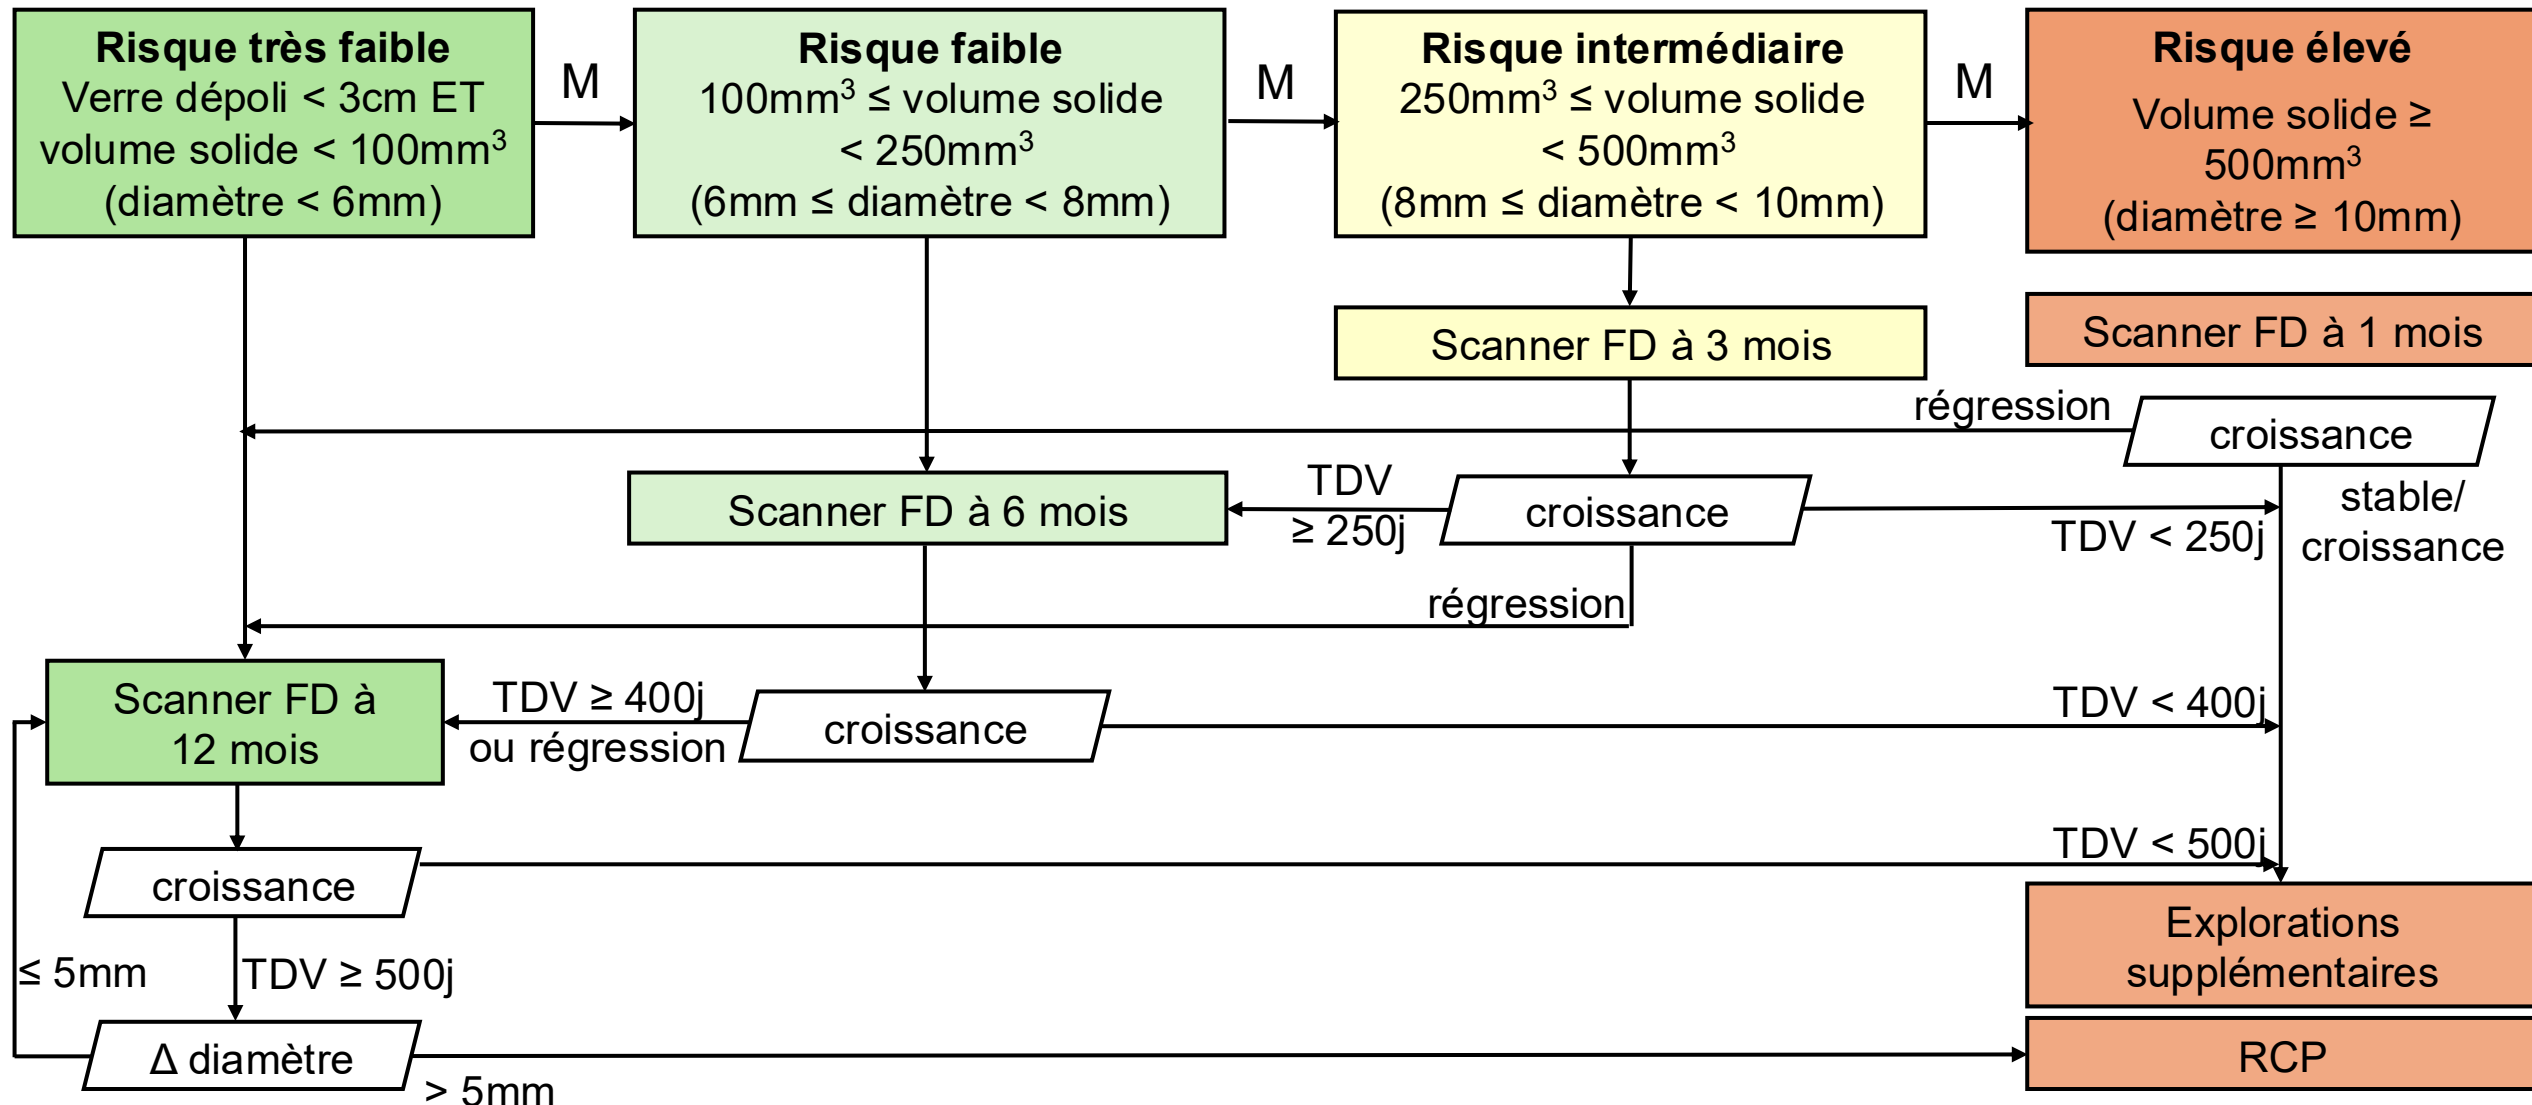 Risque très faible
Verre dépoli < 3cm ET
volume solide < 100mm³
(diamètre < 6mm)
M
Risque faible
100mm³ ≤ volume solide
< 250mm³
(6mm ≤ diamètre < 8mm)
M
Risque intermédiaire
250mm³ ≤ volume solide
< 500mm³
(8mm ≤ diamètre < 10mm)
M
Risque élevé
Volume solide ≥
500mm³
(diamètre ≥ 10mm)
Scanner FD à 3 mois
Scanner FD à 1 mois
régression
croissance
Scanner FD à 6 mois
TDV
≥ 250j
croissance
TDV < 250j
stable/
croissance
régression
Scanner FD à
12 mois
TDV ≥ 400j
ou régression
croissance
TDV < 400j
croissance
TDV < 500j
≤ 5mm
TDV ≥ 500j
Explorations
supplémentaires
Δ diamètre
> 5mm
RCP